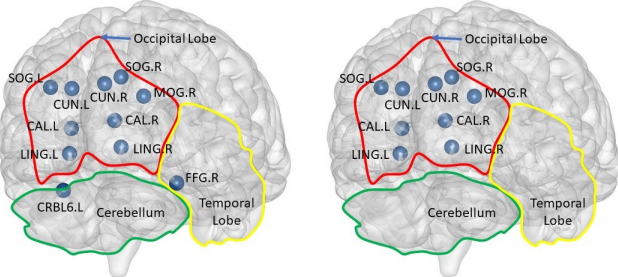 Occipital Lobe
SOG.R
SOG.L
CUN.L
CUN.R
MOG.R
CAL.L
CAL.R
LING.L
LING.R
FFG.R
CRBL6.L
Cerebellum
Temporal
Lobe
Occipital Lobe
SOG.R
SOG.L
CUN.L
CUN.R
MOG.R
CAL.L
CAL.R
LING.L
LING.R
Cerebellum
Temporal
Lobe